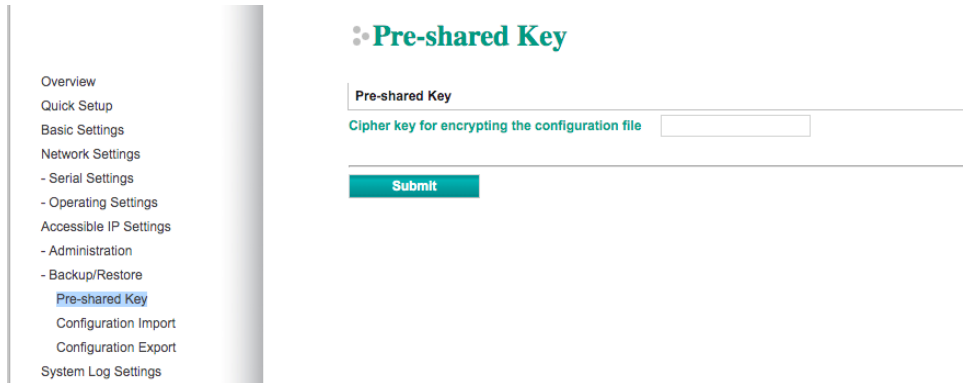 Pre-shared Key
Overview
Quick Setup
Basic Settings
Network Settings
- Serial Settings
- Operating Settings
Accessible IP Settings
- Administration
- Backup/Restore
Pre-shared Key
Configuration Import
Configuration Export
System Log Settings
Pre-shared Key
Cipher key for encrypting the configuration file
Submit